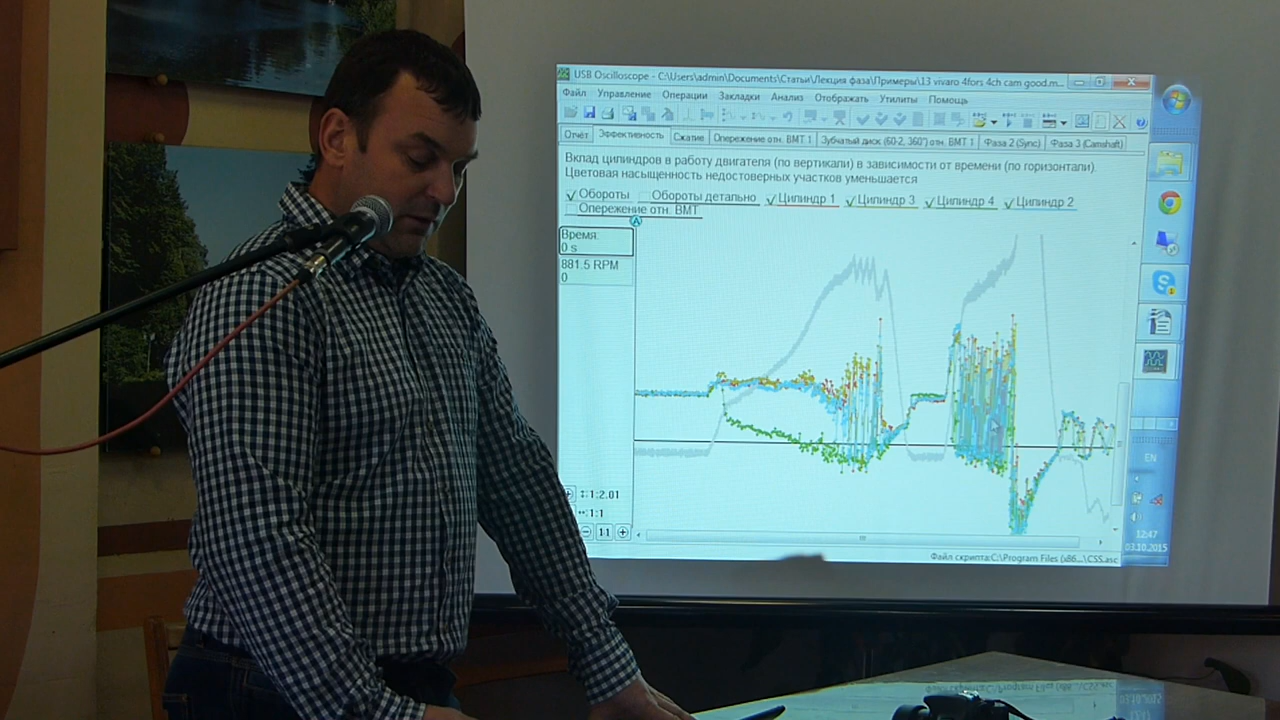 USB Oscilloscope - C:\Users\admin\Documents\Статьи\Лекция фаза\Примеры\13 vivaro 4fors 4ch cam good.m...
Файл Управление Операции Закладки Анализ Отображать Утилиты Помощь
Отчёт Эффективность Сжатие Опережение отн. ВМТ 1 Зубчатый диск (60-2, 360°) отн. ВМТ 1 Фаза 2 (Sync) Фаза 3 (Camshaft)
Вклад цилиндров в работу двигателя (по вертикали) в зависимости от времени (по горизонтали).
Цветовая насыщенность недостоверных участков уменьшается
Обороты Обороты детально Цилиндр 1 Цилиндр 3 Цилиндр 4 Цилиндр 2
Опережение отн. ВМТ
A
Время:
0 s
881.5 RPM
0
1:2.01
1:1
1:1
EN
12:47
03.10.2015
Файл скрипта:C:\Program Files (x86...\CSS.asc